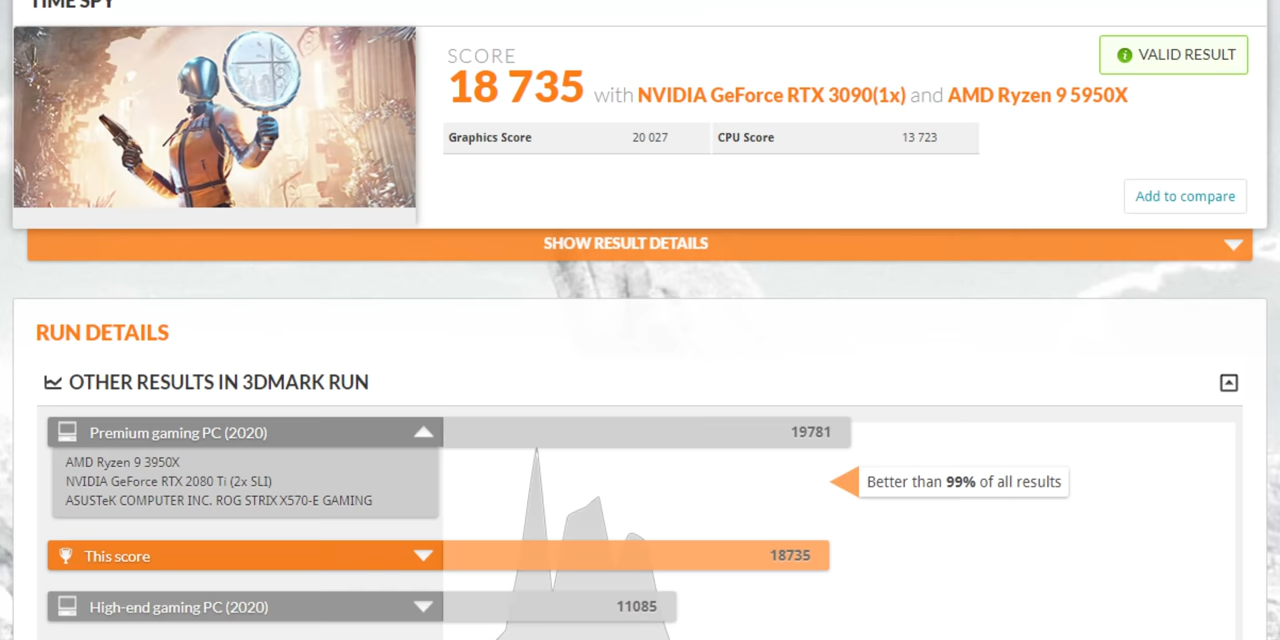 TIME SPY
SCORE
18 735 with NVIDIA GeForce RTX 3090(1x) and AMD Ryzen 9 5950X
VALID RESULT
Graphics Score 20 027 CPU Score 13 723
Add to compare
SHOW RESULT DETAILS
RUN DETAILS
OTHER RESULTS IN 3DMARK RUN
Premium gaming PC (2020) 19781
AMD Ryzen 9 3950X
NVIDIA GeForce RTX 2080 Ti (2x SLI)
ASUSTeK COMPUTER INC. ROG STRIX X570-E GAMING
Better than 99% of all results
This score 18735
High-end gaming PC (2020) 11085